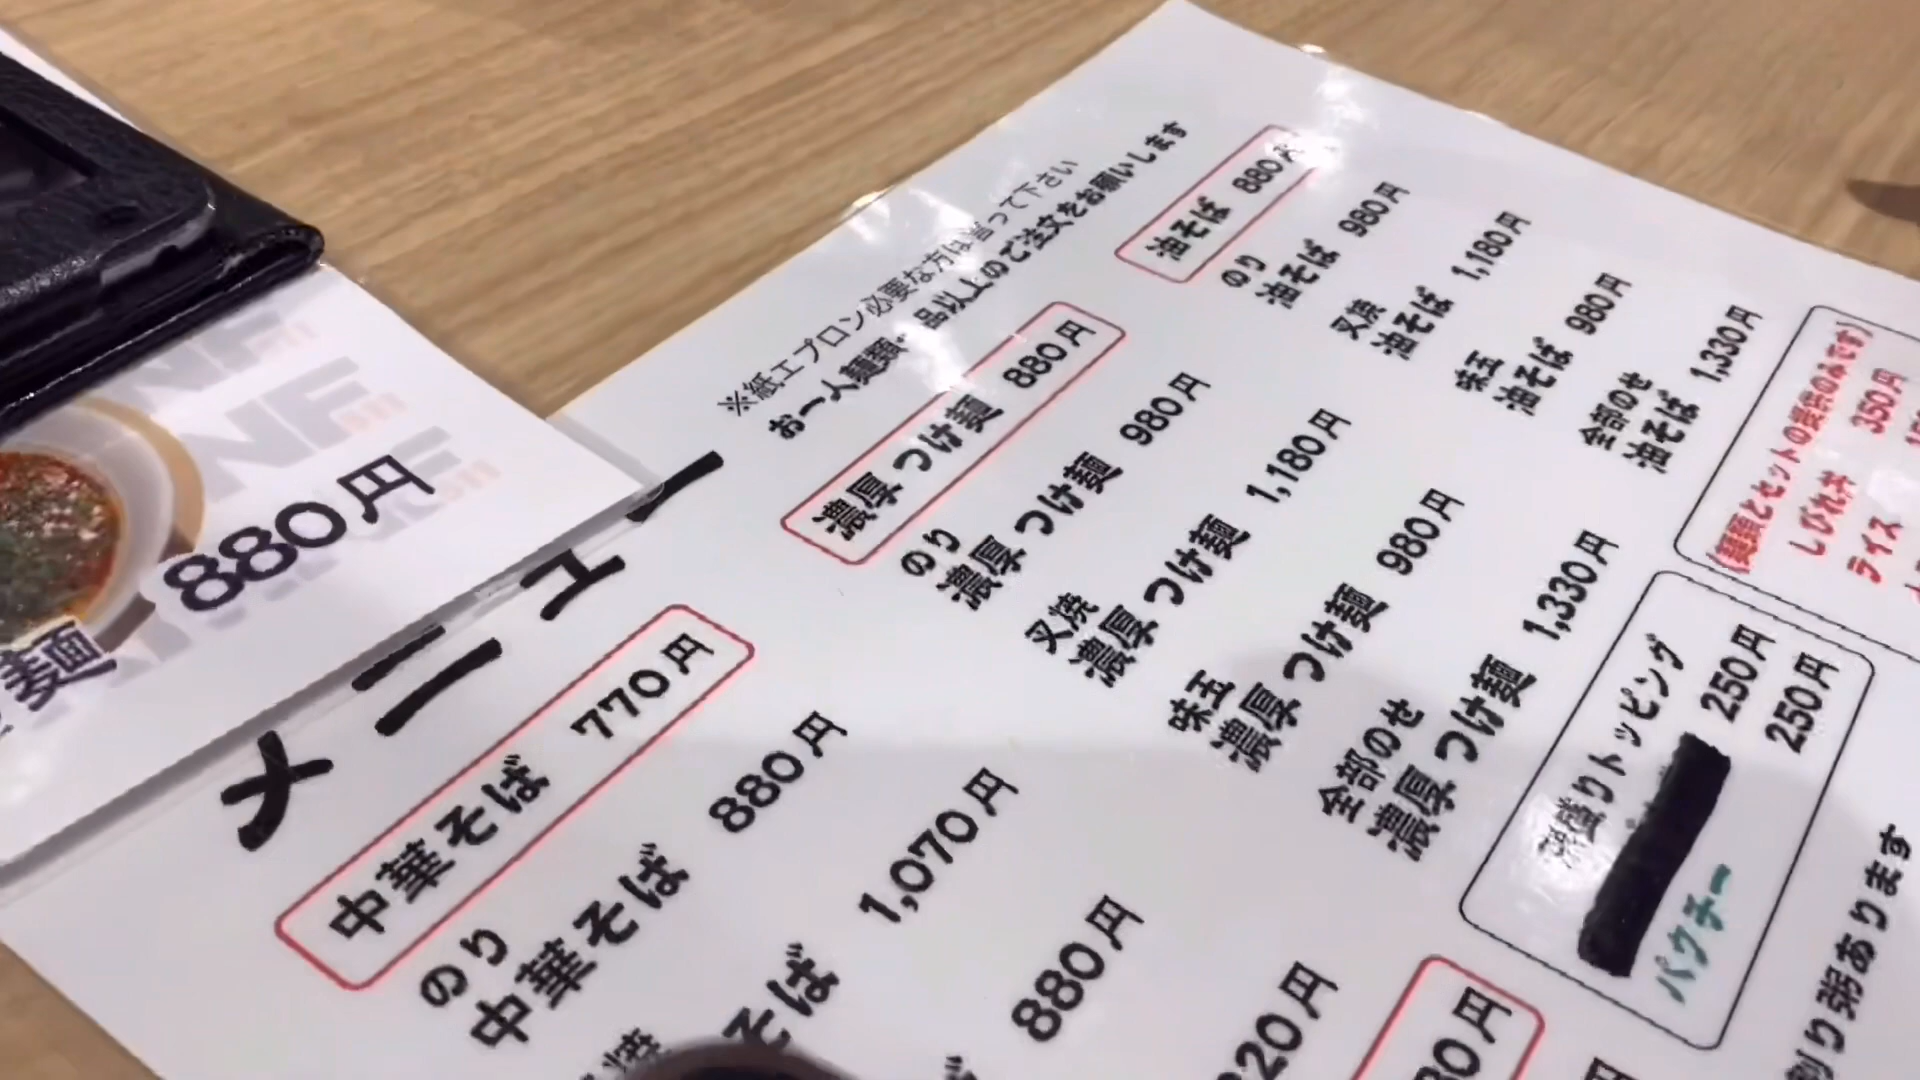 メニュー
※紙エプロン必要な方は言って下さい
お一人麺類一品以上のご注文をお願いします
中華そば 770円
のり
中華そば 880円
そば 1,070円
880円
濃厚つけ麺 880円
のり
濃厚つけ麺 980円
叉焼
濃厚つけ麺 1,180円
味玉
濃厚つけ麺 980円
全部のせ
濃厚つけ麺 1,330円
油そば 880円
のり
油そば 980円
油そば 1,180円
味玉
油そば 980円
全部のせ
油そば 1,330円
(麺類とセットの提供のみです)
しびれ丼 350円
ライス
トッピング
250円
パクチー 250円
粥あります
麺
880円